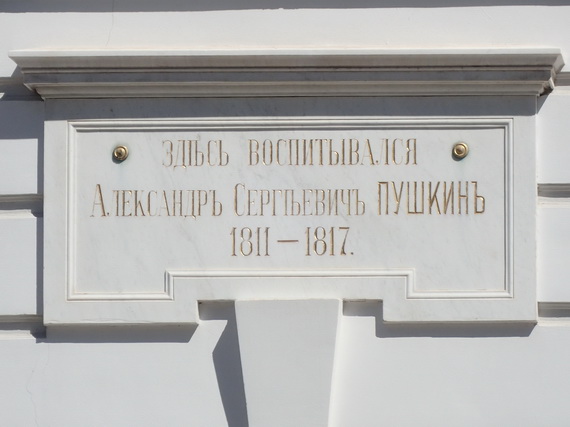 ЗДѢСЬ ВОСПИТЫВАЛСЯ
АЛЕКСАНДРЪ СЕРГѢЕВИЧЪ ПУШКИНЪ
1811 — 1817.